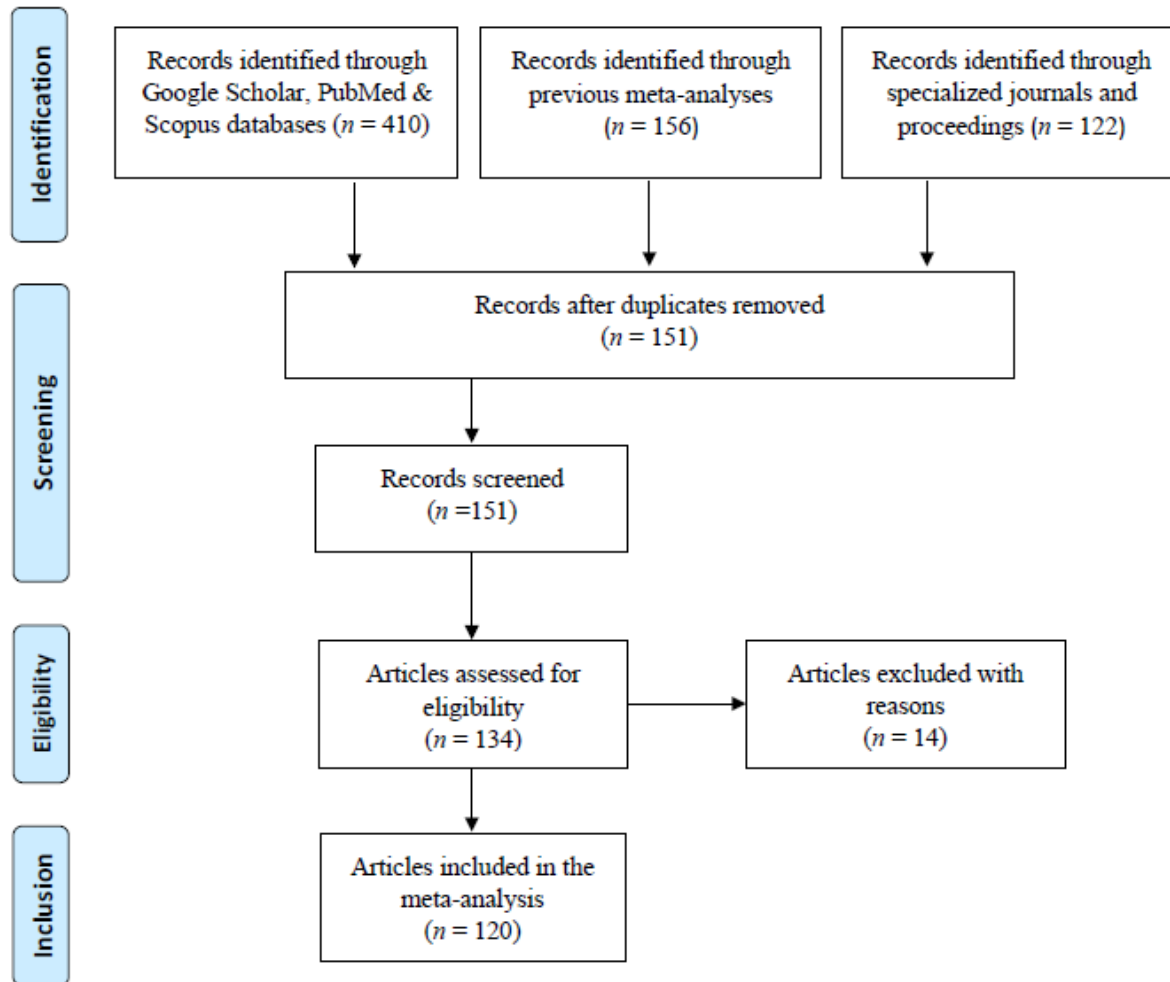 Identification
Records identified through
Google Scholar, PubMed &
Scopus databases (n = 410)
Records identified through
previous meta-analyses
(n = 156)
Records identified through
specialized journals and
proceedings (n = 122)
Screening
Records after duplicates removed
(n = 151)
Records screened
(n =151)
Eligibility
Articles assessed for
eligibility
(n = 134)
Articles excluded with
reasons
(n = 14)
Inclusion
Articles included in the
meta-analysis
(n = 120)